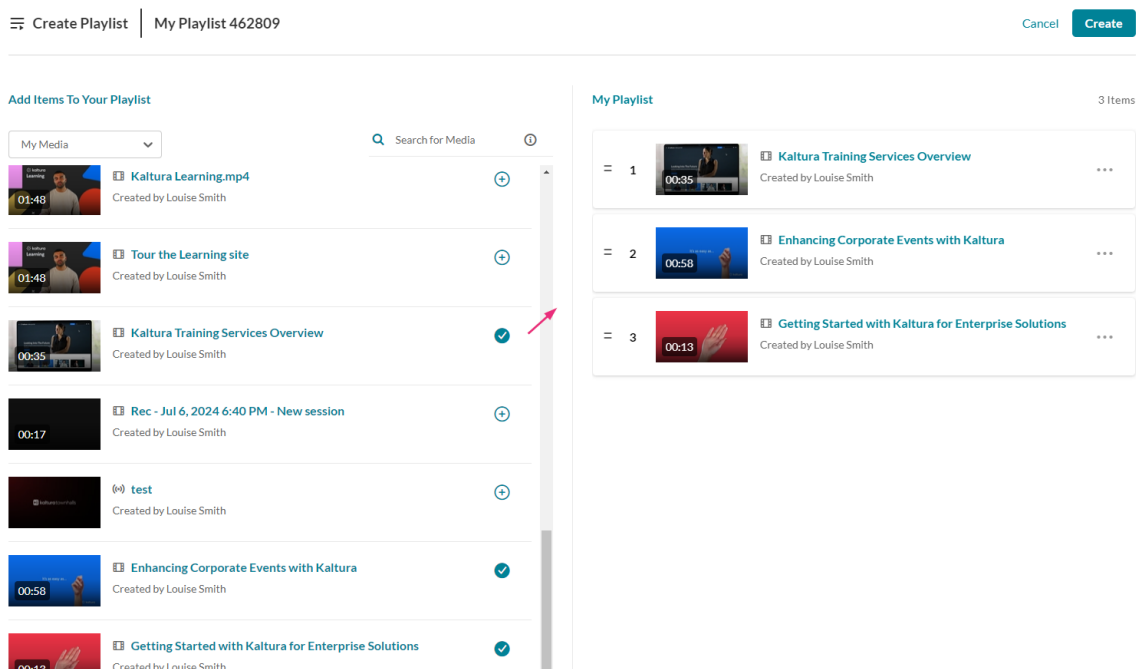 Create Playlist My Playlist 462809
Cancel Create
Add Items To Your Playlist
My Media
Search for Media
Kaltura Learning.mp4
Created by Louise Smith
01:48
Tour the Learning site
Created by Louise Smith
01:48
Kaltura Training Services Overview
Created by Louise Smith
00:35
Rec - Jul 6, 2024 6:40 PM - New session
Created by Louise Smith
00:17
test
Created by Louise Smith
Enhancing Corporate Events with Kaltura
Created by Louise Smith
00:58
Getting Started with Kaltura for Enterprise Solutions
Created by Louise Smith
00:13
My Playlist
3 Items
1
Kaltura Training Services Overview
Created by Louise Smith
00:35
2
Enhancing Corporate Events with Kaltura
Created by Louise Smith
00:58
3
Getting Started with Kaltura for Enterprise Solutions
Created by Louise Smith
00:13